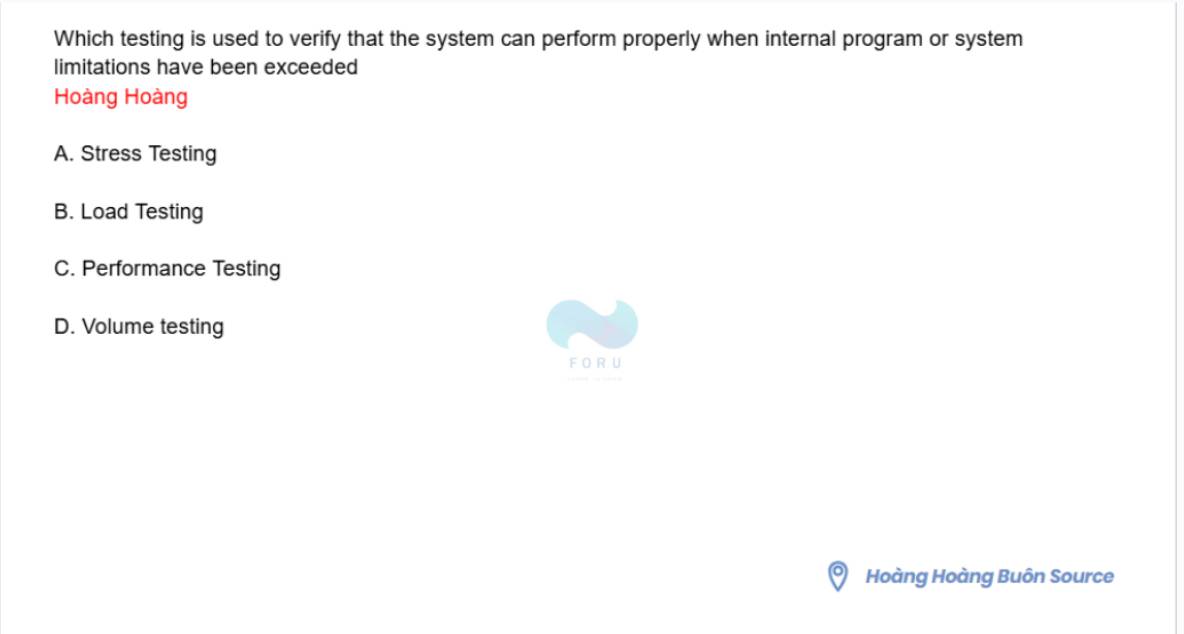 Which testing is used to verify that the system can perform properly when internal program or system
limitations have been exceeded
Hoàng Hoàng
A. Stress Testing
B. Load Testing
C. Performance Testing
D. Volume testing
FORU
Hoàng Hoàng Buôn Source